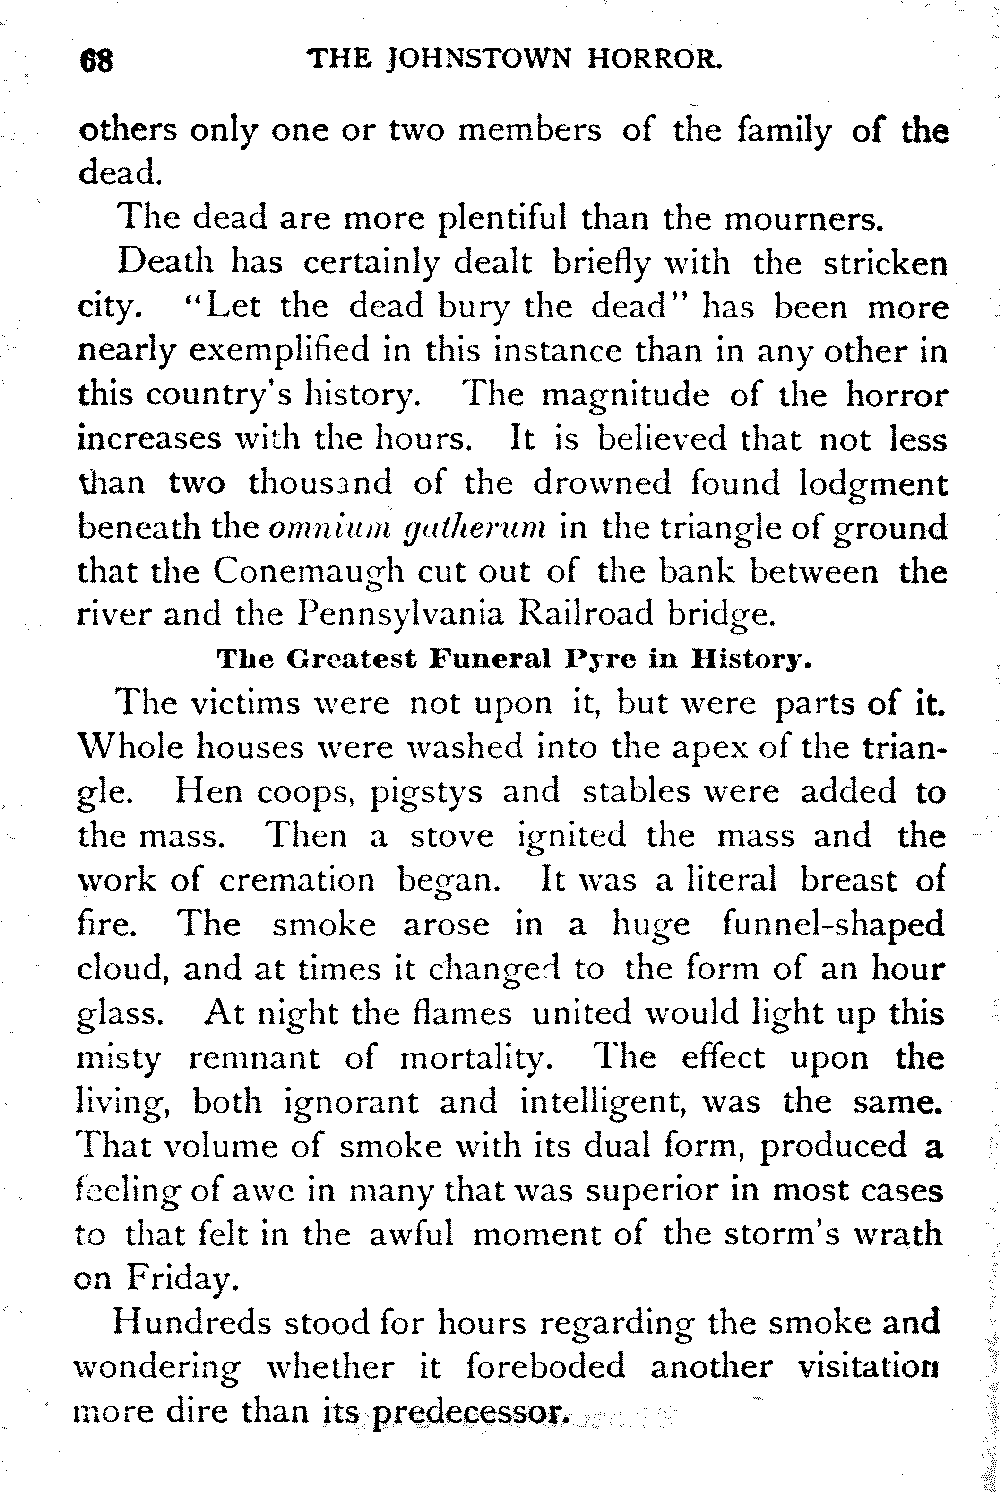 68 THE JOHNSTOWN HORROR.
others only one or two members of the family of the
dead.
The dead are more plentiful than the mourners.
Death has certainly dealt briefly with the stricken
city. "Let the dead bury the dead" has been more
nearly exemplified in this instance than in any other in
this country's history. The magnitude of the horror
increases with the hours. It is believed that not less
than two thousand of the drowned found lodgment
beneath the omnium gatherum in the triangle of ground
that the Conemaugh cut out of the bank between the
river and the Pennsylvania Railroad bridge.
The Greatest Funeral Pyre in History.
The victims were not upon it, but were parts of it.
Whole houses were washed into the apex of the trian-
gle. Hen coops, pigstys and stables were added to
the mass. Then a stove ignited the mass and the
work of cremation began. It was a literal breast of
fire. The smoke arose in a huge funnel-shaped
cloud, and at times it changed to the form of an hour
glass. At night the flames united would light up this
misty remnant of mortality. The effect upon the
living, both ignorant and intelligent, was the same.
That volume of smoke with its dual form, produced a
feeling of awe in many that was superior in most cases
to that felt in the awful moment of the storm's wrath
on Friday.
Hundreds stood for hours regarding the smoke and
wondering whether it foreboded another visitation
more dire than its predecessor.